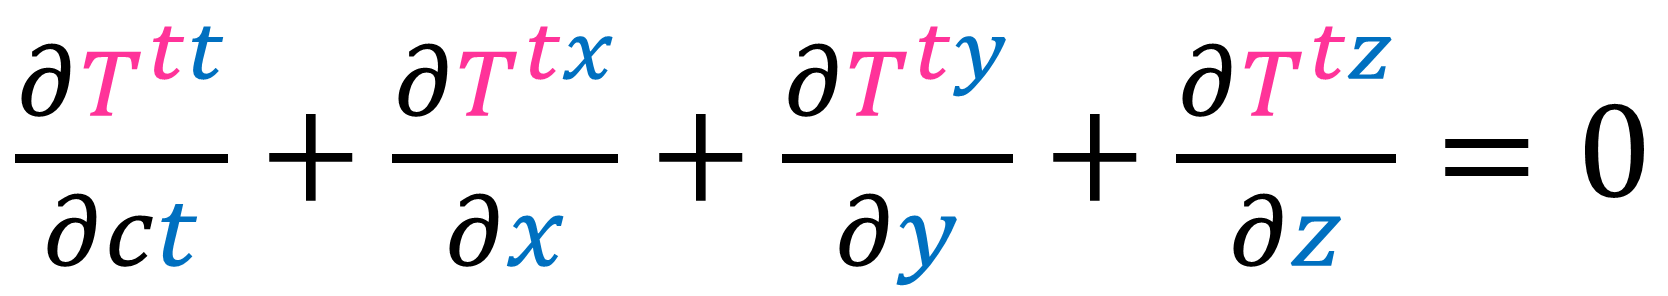 ∂T^{tt}/∂ct + ∂T^{tx}/∂x + ∂T^{ty}/∂y + ∂T^{tz}/∂z = 0